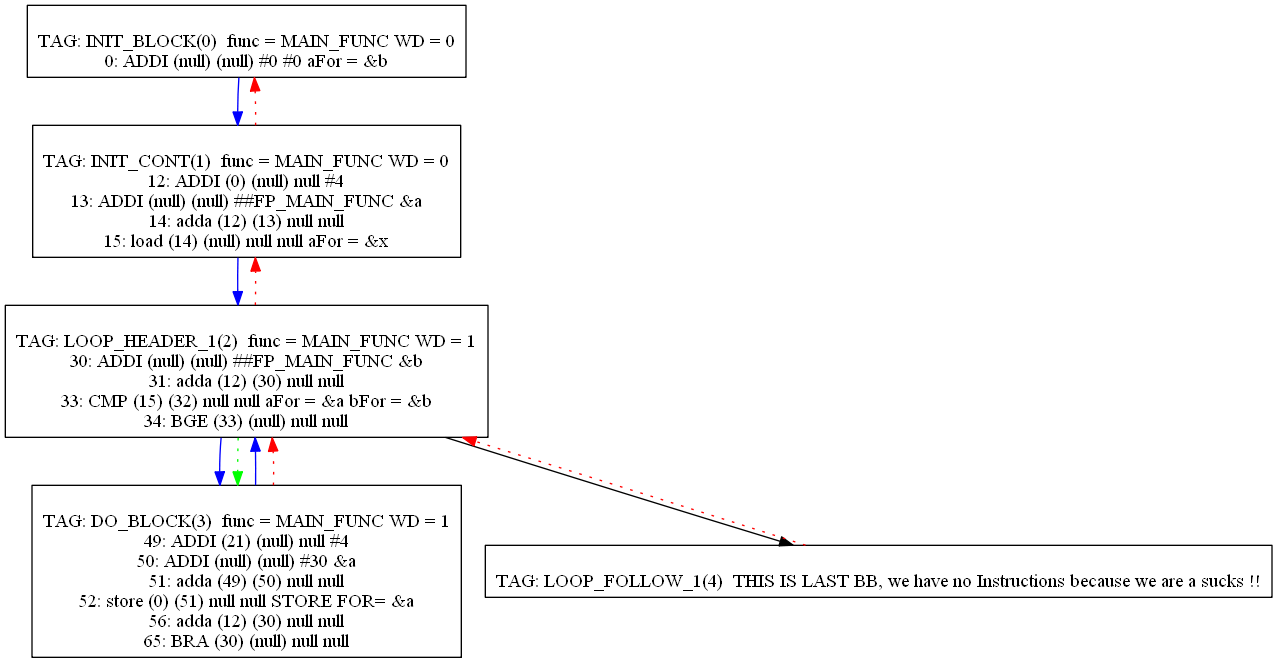 TAG: INIT_BLOCK(0) func = MAIN_FUNC WD = 0
0: ADDI (null) (null) #0 #0 aFor = &b
TAG: INIT_CONT(1) func = MAIN_FUNC WD = 0
12: ADDI (0) (null) null #4
13: ADDI (null) (null) ##FP_MAIN_FUNC &a
14: adda (12) (13) null null
15: load (14) (null) null null aFor = &x
TAG: LOOP_HEADER_1(2) func = MAIN_FUNC WD = 1
30: ADDI (null) (null) ##FP_MAIN_FUNC &b
31: adda (12) (30) null null
33: CMP (15) (32) null null aFor = &a bFor = &b
34: BGE (33) (null) null null
TAG: DO_BLOCK(3) func = MAIN_FUNC WD = 1
49: ADDI (21) (null) null #4
50: ADDI (null) (null) #30 &a
51: adda (49) (50) null null
52: store (0) (51) null null STORE FOR= &a
56: adda (12) (30) null null
65: BRA (30) (null) null null
TAG: LOOP_FOLLOW_1(4) THIS IS LAST BB, we have no Instructions because we are a sucks !!